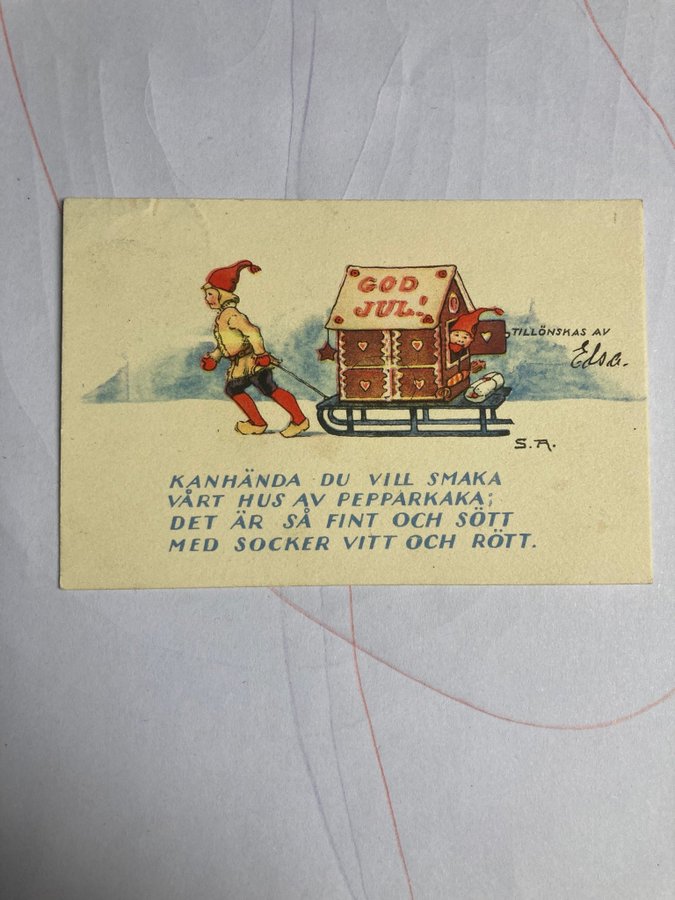 GOD
JUL!
TILLÖNSKAS AV
Edsa.
S.A.
KANHÄNDA DU VILL SMAKA
VÅRT HUS AV PEPPARKAKA;
DET ÄR SÅ FINT OCH SÖTT
MED SOCKER VITT OCH RÖTT.